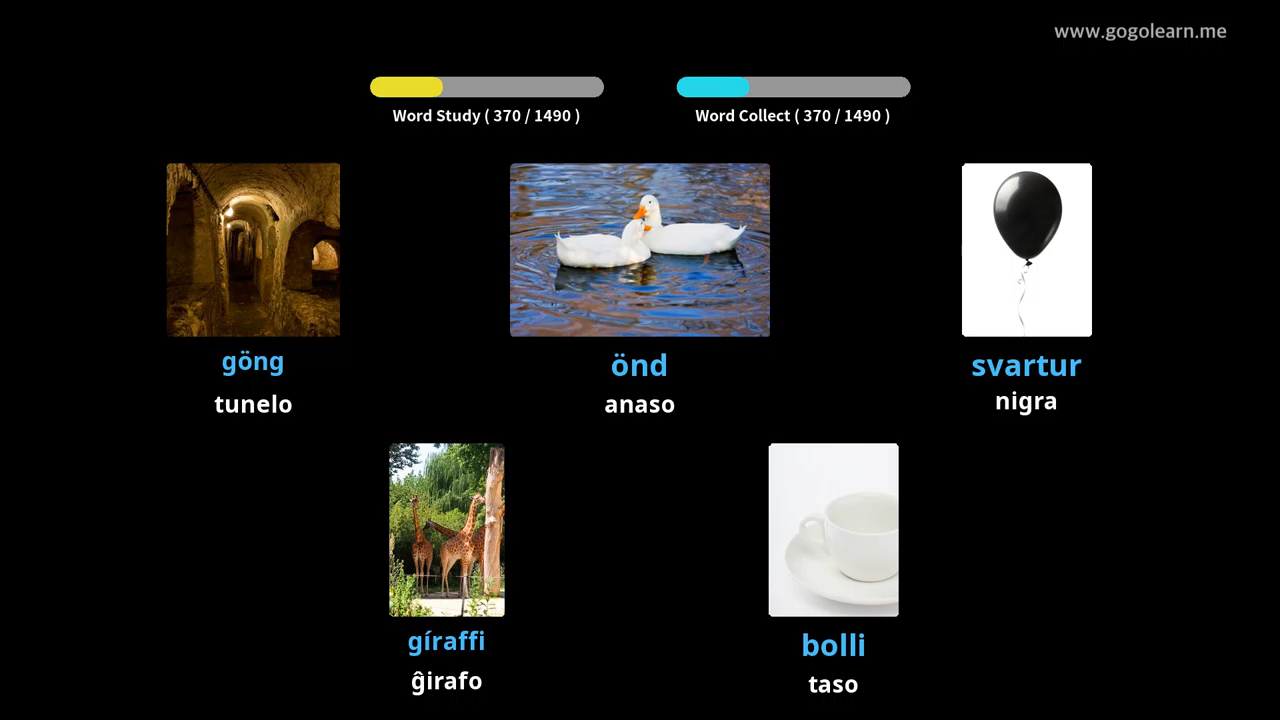 www.gogolearn.me
Word Study ( 370 / 1490 )
Word Collect ( 370 / 1490 )
göng
tunelo
önd
anaso
svartur
nigra
gíraffi
ĝirafo
bolli
taso